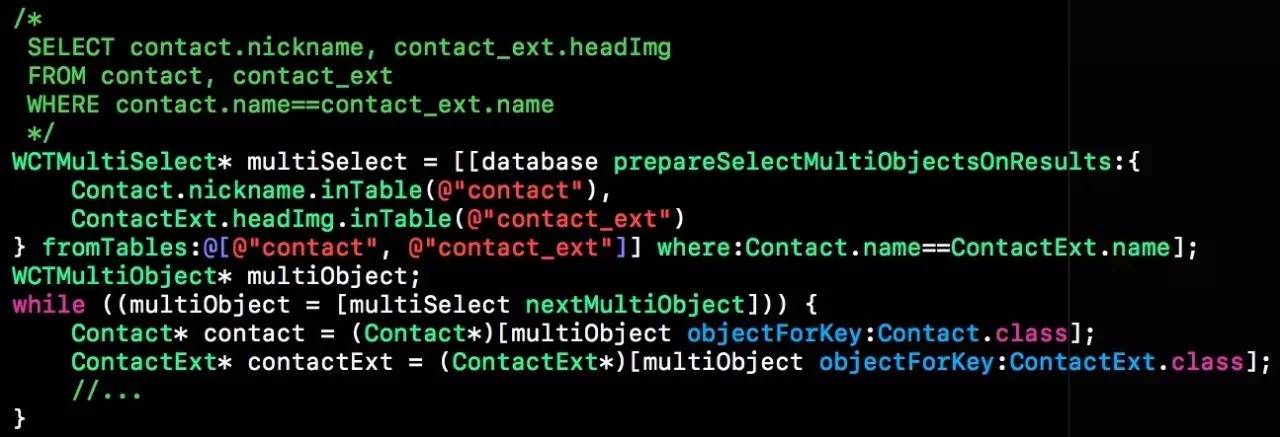 /*
 SELECT contact.nickname, contact_ext.headImg
 FROM contact, contact_ext
 WHERE contact.name==contact_ext.name
 */
WCTMultiSelect* multiSelect = [[database prepareSelectMultiObjectsOnResults:{
    Contact.nickname.inTable(@"contact"),
    ContactExt.headImg.inTable(@"contact_ext")
} fromTables:@[@"contact", @"contact_ext"]] where:Contact.name==ContactExt.name];
WCTMultiObject* multiObject;
while ((multiObject = [multiSelect nextMultiObject])) {
    Contact* contact = (Contact*)[multiObject objectForKey:Contact.class];
    ContactExt* contactExt = (ContactExt*)[multiObject objectForKey:ContactExt.class];
    //...
}